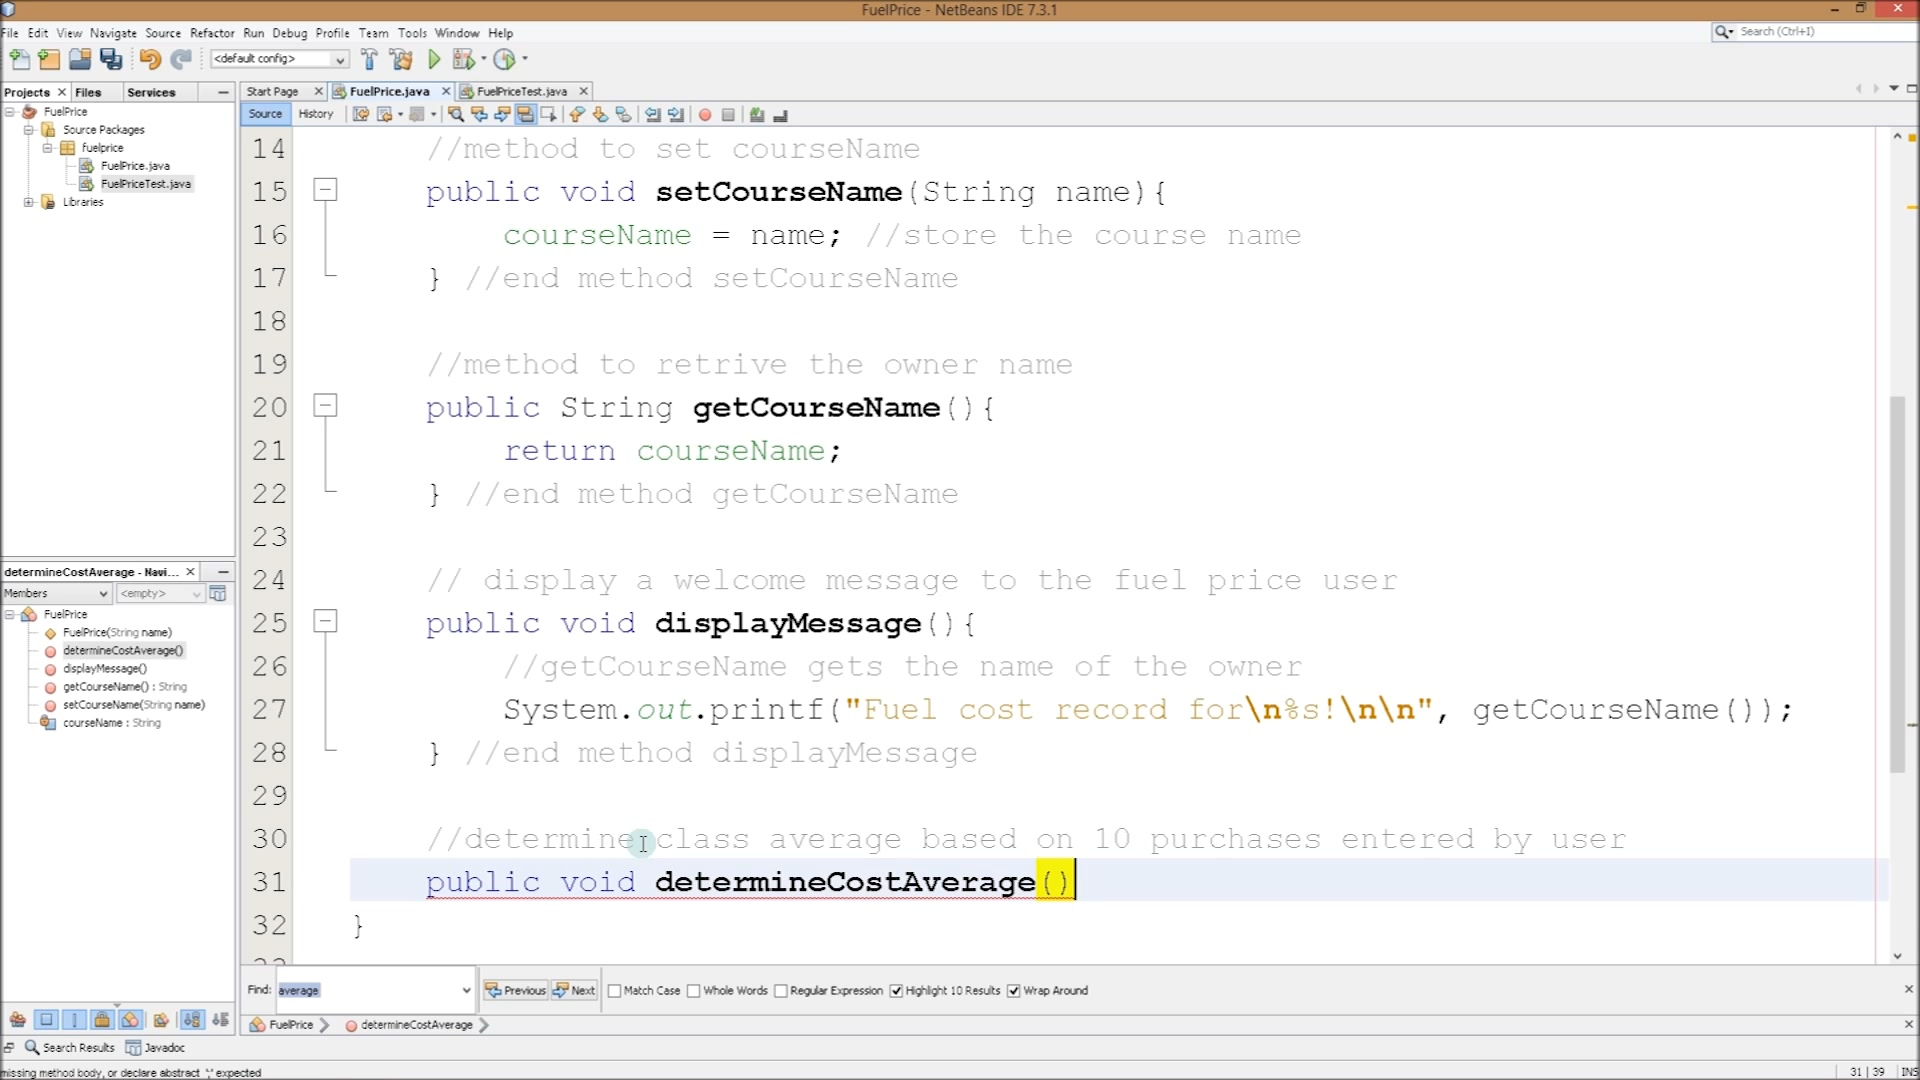 FuelPrice - NetBeans IDE 7.3.1
File Edit View Navigate Source Refactor Run Debug Profile Team Tools Window Help
Search (Ctrl+I)
<default config>
Projects Files Services
Start Page FuelPrice.java FuelPriceTest.java
Source History
FuelPrice
Source Packages
fuelprice
FuelPrice.java
FuelPriceTest.java
Libraries
14 //method to set courseName
15 public void setCourseName(String name){
16 courseName = name; //store the course name
17 } //end method setCourseName
18
19 //method to retrive the owner name
20 public String getCourseName(){
21 return courseName;
22 } //end method getCourseName
23
24 // display a welcome message to the fuel price user
25 public void displayMessage(){
26 //getCourseName gets the name of the owner
27 System.out.printf("Fuel cost record for\n%s!\n\n", getCourseName());
28 } //end method displayMessage
29
30 //determine class average based on 10 purchases entered by user
31 public void determineCostAverage()
32 }
determineCostAverage - Navi...
Members <empty>
FuelPrice
FuelPrice(String name)
determineCostAverage()
displayMessage()
getCourseName() : String
setCourseName(String name)
courseName : String
Find: average Previous Next Match Case Whole Words Regular Expression Highlight 10 Results Wrap Around
FuelPrice determineCostAverage
Search Results Javadoc
missing method body, or declare abstract ';' expected
31 | 39 INS